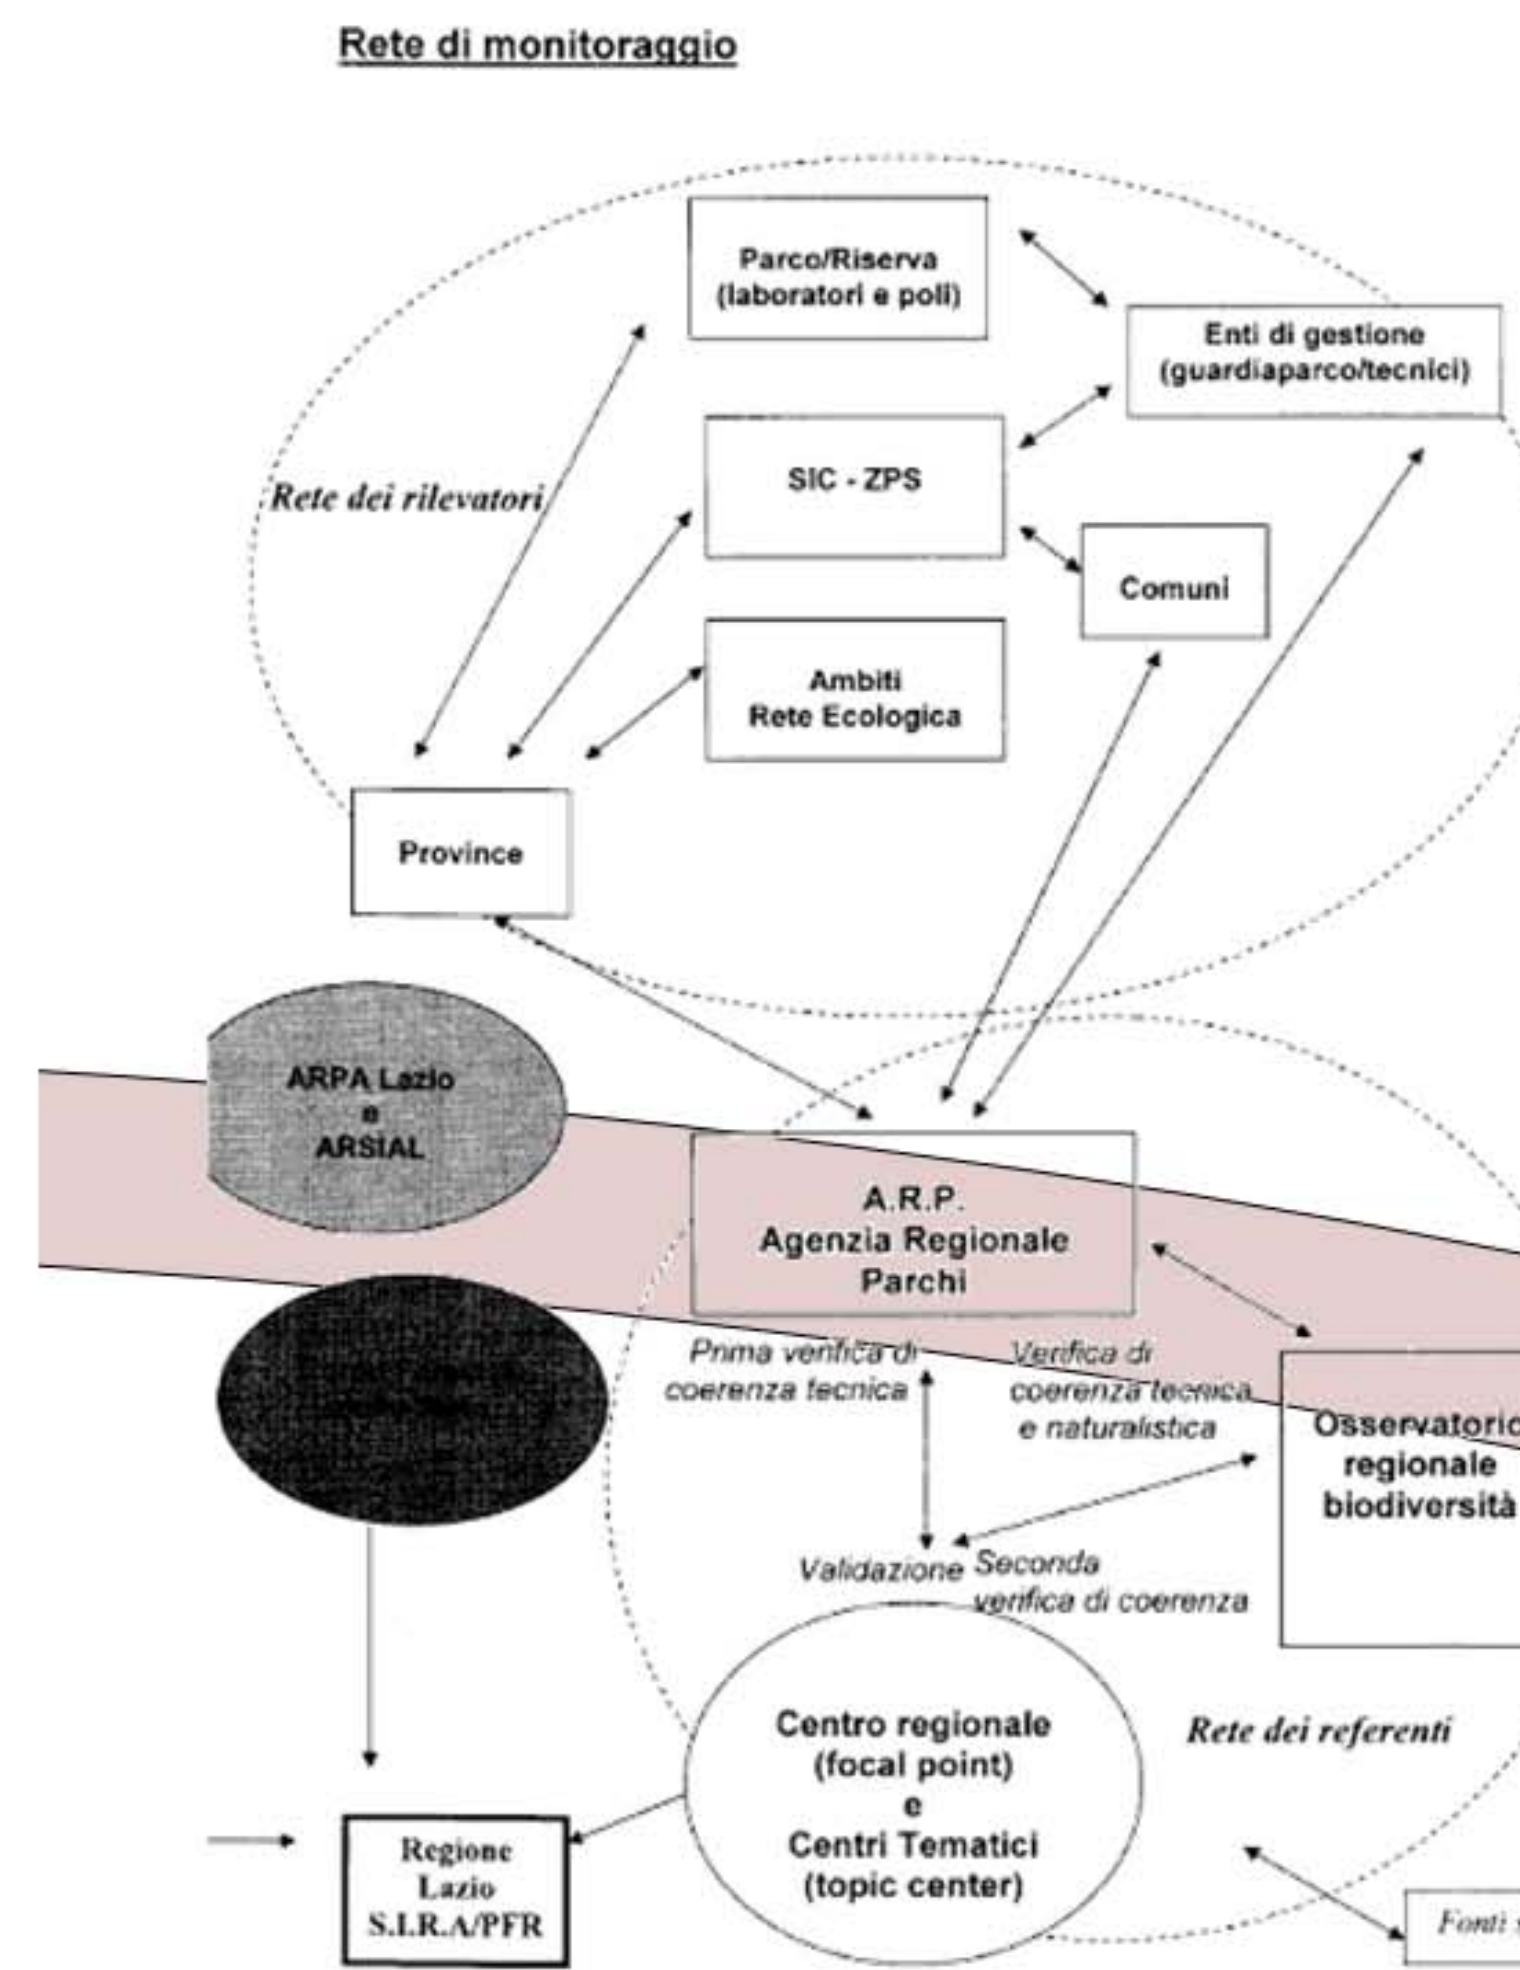 Rete di monitoraggio
Parco/Riserva
(laboratori e poli)
Enti di gestione
(guardiaparco/tecnici)
SIC - ZPS
Rete dei rilevatori
Comuni
Ambiti
Rete Ecologica
Province
ARPA Lazio
e
ARSIAL
A.R.P.
Agenzia Regionale
Parchi
Prima verifica di
coerenza tecnica
Verifica di
coerenza tecnica
e naturalistica
Osservatorio
regionale
biodiversità
Validazione
Seconda
verifica di coerenza
Centro regionale
(focal point)
e
Centri Tematici
(topic center)
Rete dei referenti
Regione
Lazio
S.I.R.A/PFR
Fonti